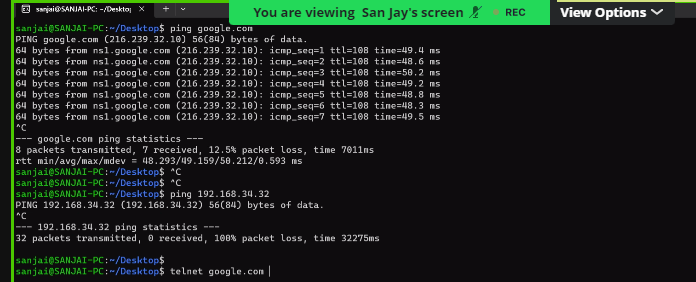 sanjai@SANJAI-PC: ~/Desktop
You are viewing San Jay's screen
REC
View Options
sanjai@SANJAI-PC:~/Desktop$ ping google.com
PING google.com (216.239.32.10) 56(84) bytes of data.
64 bytes from ns1.google.com (216.239.32.10): icmp_seq=1 ttl=108 time=49.4 ms
64 bytes from ns1.google.com (216.239.32.10): icmp_seq=2 ttl=108 time=48.6 ms
64 bytes from ns1.google.com (216.239.32.10): icmp_seq=3 ttl=108 time=50.2 ms
64 bytes from ns1.google.com (216.239.32.10): icmp_seq=4 ttl=108 time=49.2 ms
64 bytes from ns1.google.com (216.239.32.10): icmp_seq=5 ttl=108 time=48.8 ms
64 bytes from ns1.google.com (216.239.32.10): icmp_seq=6 ttl=108 time=48.3 ms
64 bytes from ns1.google.com (216.239.32.10): icmp_seq=7 ttl=108 time=49.5 ms
^C
--- google.com ping statistics ---
8 packets transmitted, 7 received, 12.5% packet loss, time 7011ms
rtt min/avg/max/mdev = 48.293/49.159/50.212/0.593 ms
sanjai@SANJAI-PC:~/Desktop$ ^C
sanjai@SANJAI-PC:~/Desktop$ ^C
sanjai@SANJAI-PC:~/Desktop$ ping 192.168.34.32
PING 192.168.34.32 (192.168.34.32) 56(84) bytes of data.
^C
--- 192.168.34.32 ping statistics ---
32 packets transmitted, 0 received, 100% packet loss, time 32275ms
sanjai@SANJAI-PC:~/Desktop$
sanjai@SANJAI-PC:~/Desktop$ telnet google.com